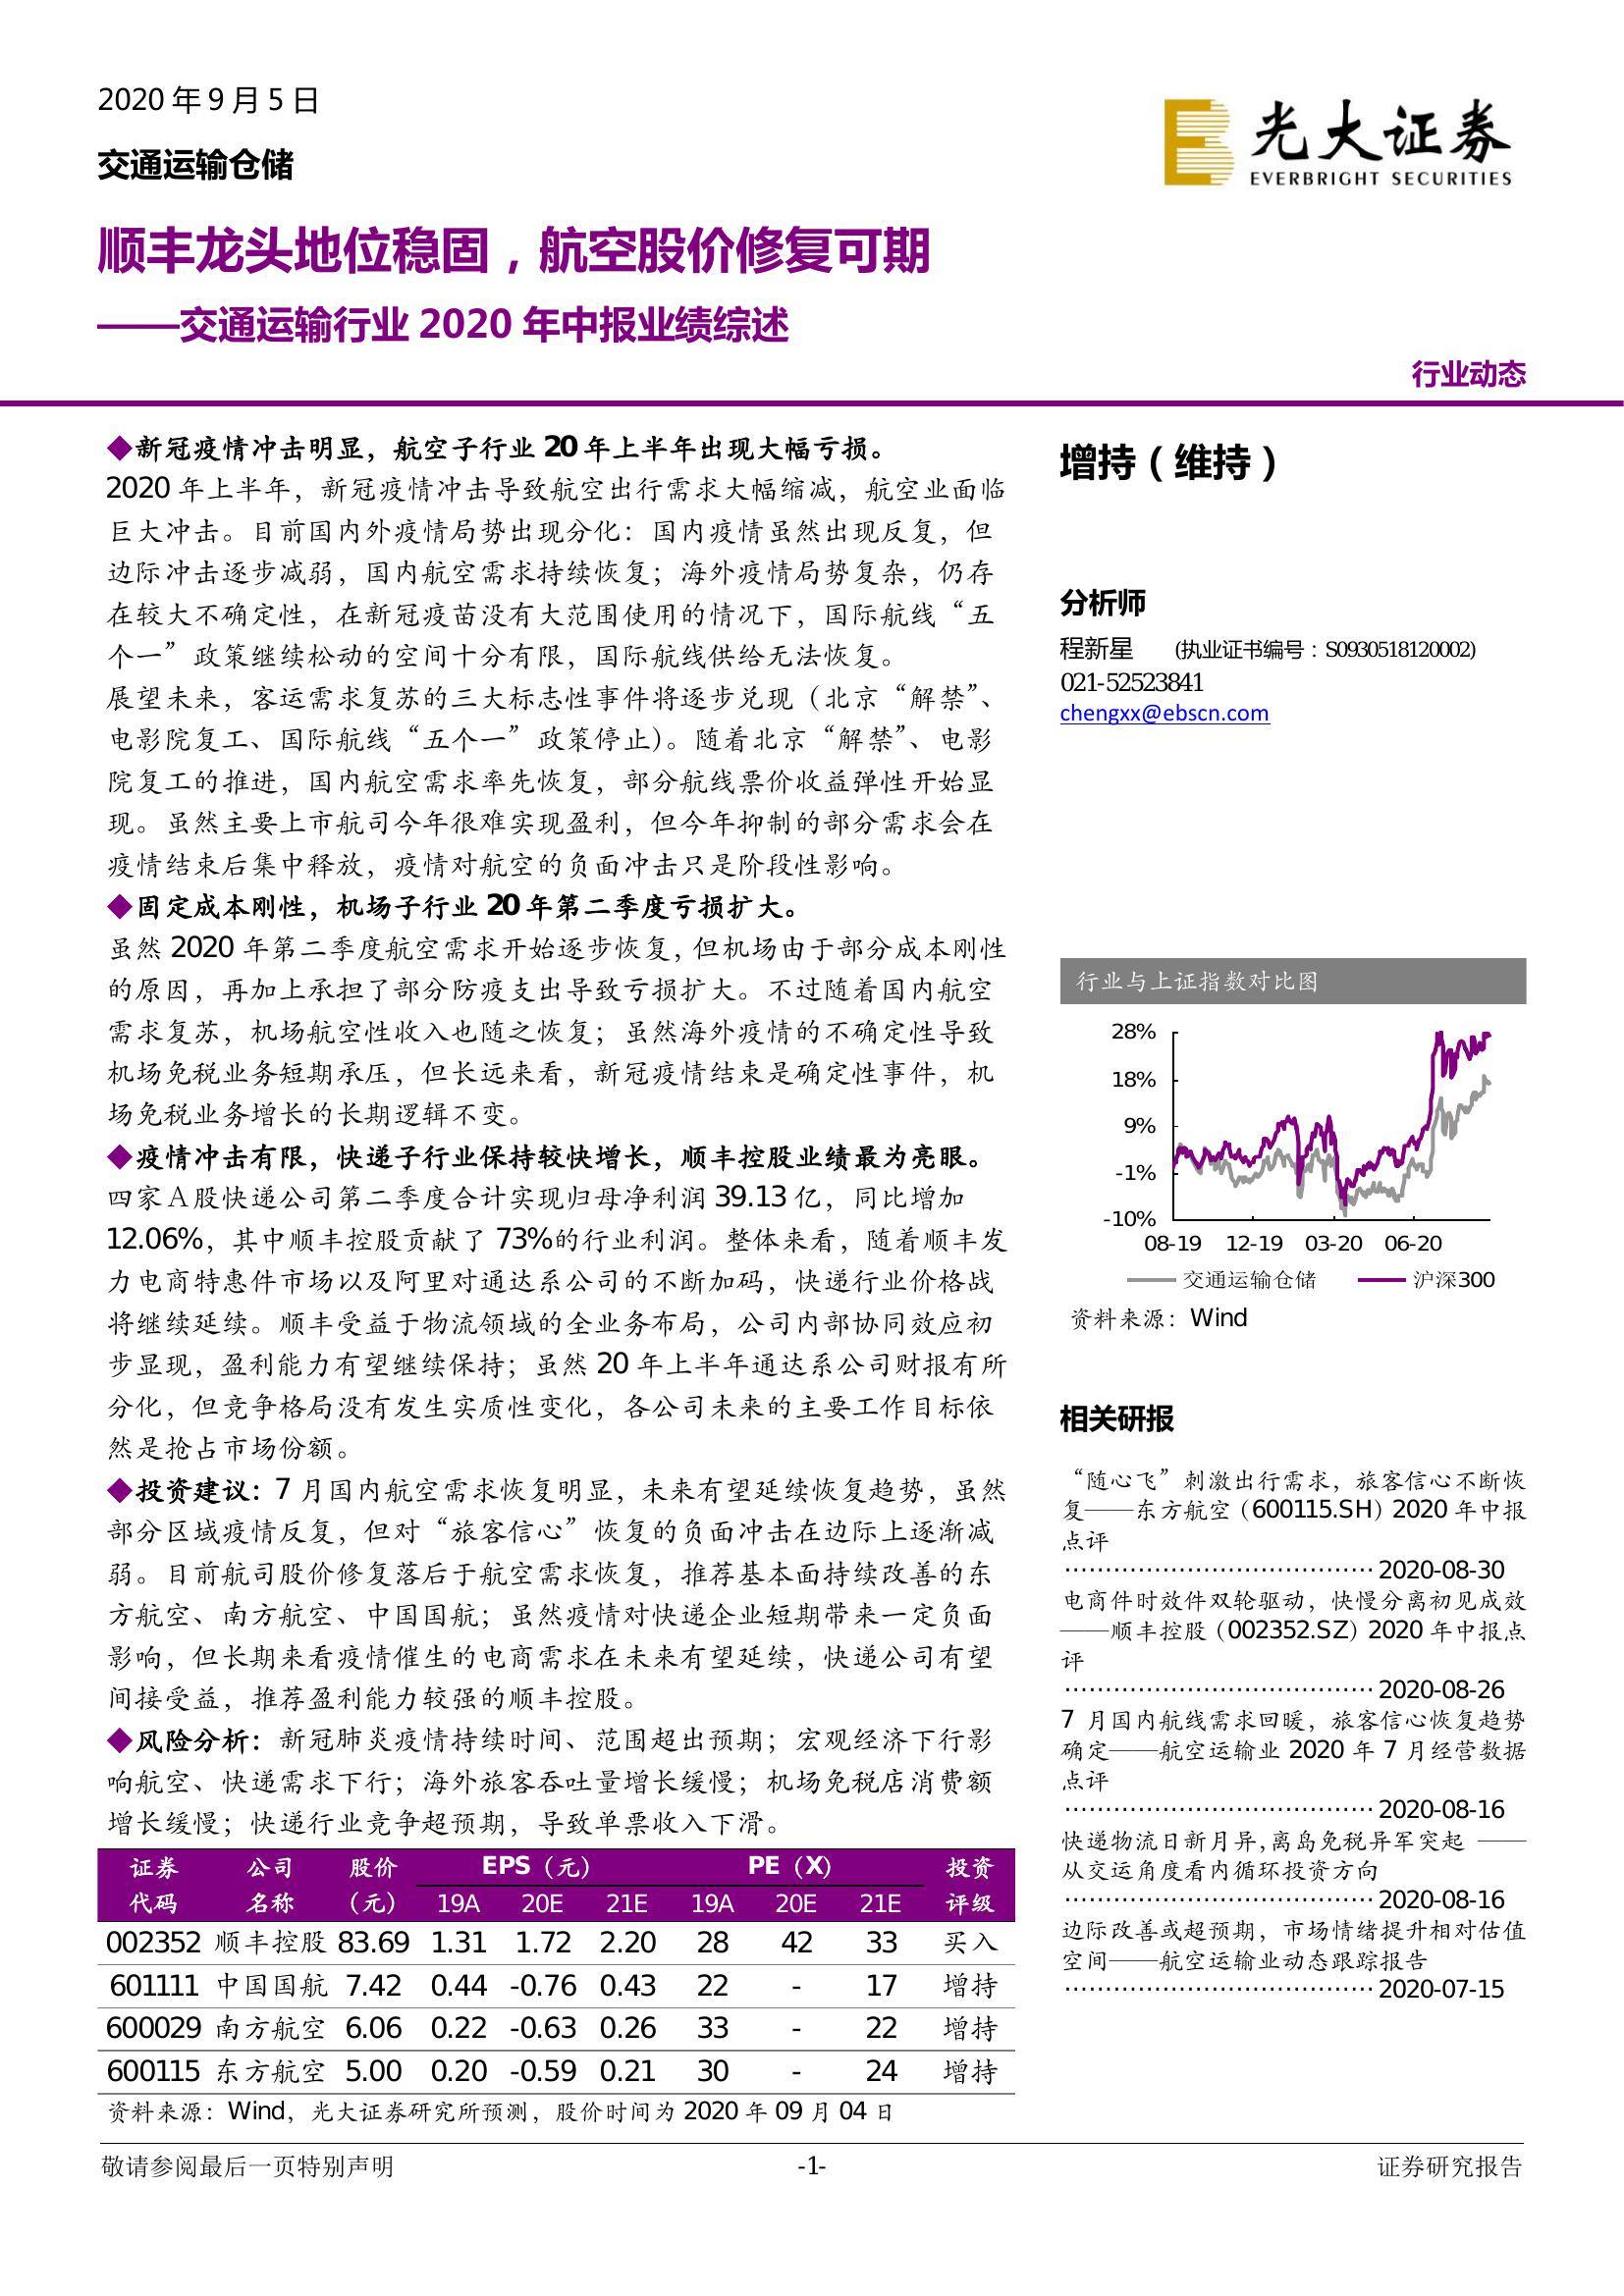 2020 年 9 月 5 日
交通运输仓储
光大证券
EVERBRIGHT SECURITIES
顺丰龙头地位稳固，航空股价修复可期
——交通运输行业 2020 年中报业绩综述
行业动态
◆新冠疫情冲击明显，航空子行业 20 年上半年出现大幅亏损。
2020 年上半年，新冠疫情冲击导致航空出行需求大幅缩减，航空业面临
巨大冲击。目前国内外疫情局势出现分化：国内疫情虽然出现反复，但
边际冲击逐步减弱，国内航空需求持续恢复；海外疫情局势复杂，仍存
在较大不确定性，在新冠疫苗没有大范围使用的情况下，国际航线“五
个一”政策继续松动的空间十分有限，国际航线供给无法恢复。
展望未来，客运需求复苏的三大标志性事件将逐步兑现（北京“解禁”、
电影院复工、国际航线“五个一”政策停止）。随着北京“解禁”、电影
院复工的推进，国内航空需求率先恢复，部分航线票价收益弹性开始显
现。虽然主要上市航司今年很难实现盈利，但今年抑制的部分需求会在
疫情结束后集中释放，疫情对航空的负面冲击只是阶段性影响。
◆固定成本刚性，机场子行业 20 年第二季度亏损扩大。
虽然 2020 年第二季度航空需求开始逐步恢复，但机场由于部分成本刚性
的原因，再加上承担了部分防疫支出导致亏损扩大。不过随着国内航空
需求复苏，机场航空性收入也随之恢复；虽然海外疫情的不确定性导致
机场免税业务短期承压，但长远来看，新冠疫情结束是确定性事件，机
场免税业务增长的长期逻辑不变。
◆疫情冲击有限，快递子行业保持较快增长，顺丰控股业绩最为亮眼。
四家A股快递公司第二季度合计实现归母净利润 39.13 亿，同比增加
12.06%，其中顺丰控股贡献了 73%的行业利润。整体来看，随着顺丰发
力电商特惠件市场以及阿里对通达系公司的不断加码，快递行业价格战
将继续延续。顺丰受益于物流领域的全业务布局，公司内部协同效应初
步显现，盈利能力有望继续保持；虽然 20 年上半年通达系公司财报有所
分化，但竞争格局没有发生实质性变化，各公司未来的主要工作目标依
然是抢占市场份额。
◆投资建议：7 月国内航空需求恢复明显，未来有望延续恢复趋势，虽然
部分区域疫情反复，但对“旅客信心”恢复的负面冲击在边际上逐渐减
弱。目前航司股价修复落后于航空需求恢复，推荐基本面持续改善的东
方航空、南方航空、中国国航；虽然疫情对快递企业短期带来一定负面
影响，但长期来看疫情催生的电商需求在未来有望延续，快递公司有望
间接受益，推荐盈利能力较强的顺丰控股。
◆风险分析：新冠肺炎疫情持续时间、范围超出预期；宏观经济下行影
响航空、快递需求下行；海外旅客吞吐量增长缓慢；机场免税店消费额
增长缓慢；快递行业竞争超预期，导致单票收入下滑。
证券 公司 股价 EPS（元） PE（X） 投资
代码 名称 （元） 19A 20E 21E 19A 20E 21E 评级
002352 顺丰控股 83.69 1.31 1.72 2.20 28 42 33 买入
601111 中国国航 7.42 0.44 -0.76 0.43 22 - 17 增持
600029 南方航空 6.06 0.22 -0.63 0.26 33 - 22 增持
600115 东方航空 5.00 0.20 -0.59 0.21 30 - 24 增持
资料来源：Wind，光大证券研究所预测，股价时间为 2020 年 09 月 04 日
增持（维持）
分析师
程新星 (执业证书编号：S0930518120002)
021-52523841
chengxx@ebscn.com
行业与上证指数对比图
28%
18%
9%
-1%
-10%
08-19 12-19 03-20 06-20
交通运输仓储 沪深300
资料来源：Wind
相关研报
“随心飞”刺激出行需求，旅客信心不断恢
复——东方航空（600115.SH）2020 年中报
点评
····································2020-08-30
电商件时效件双轮驱动，快慢分离初见成效
——顺丰控股（002352.SZ）2020 年中报点
评
····································2020-08-26
7 月国内航线需求回暖，旅客信心恢复趋势
确定——航空运输业 2020 年 7 月经营数据
点评
····································2020-08-16
快递物流日新月异,离岛免税异军突起 ——
从交运角度看内循环投资方向
····································2020-08-16
边际改善或超预期，市场情绪提升相对估值
空间——航空运输业动态跟踪报告
····································2020-07-15
敬请参阅最后一页特别声明 -1- 证券研究报告